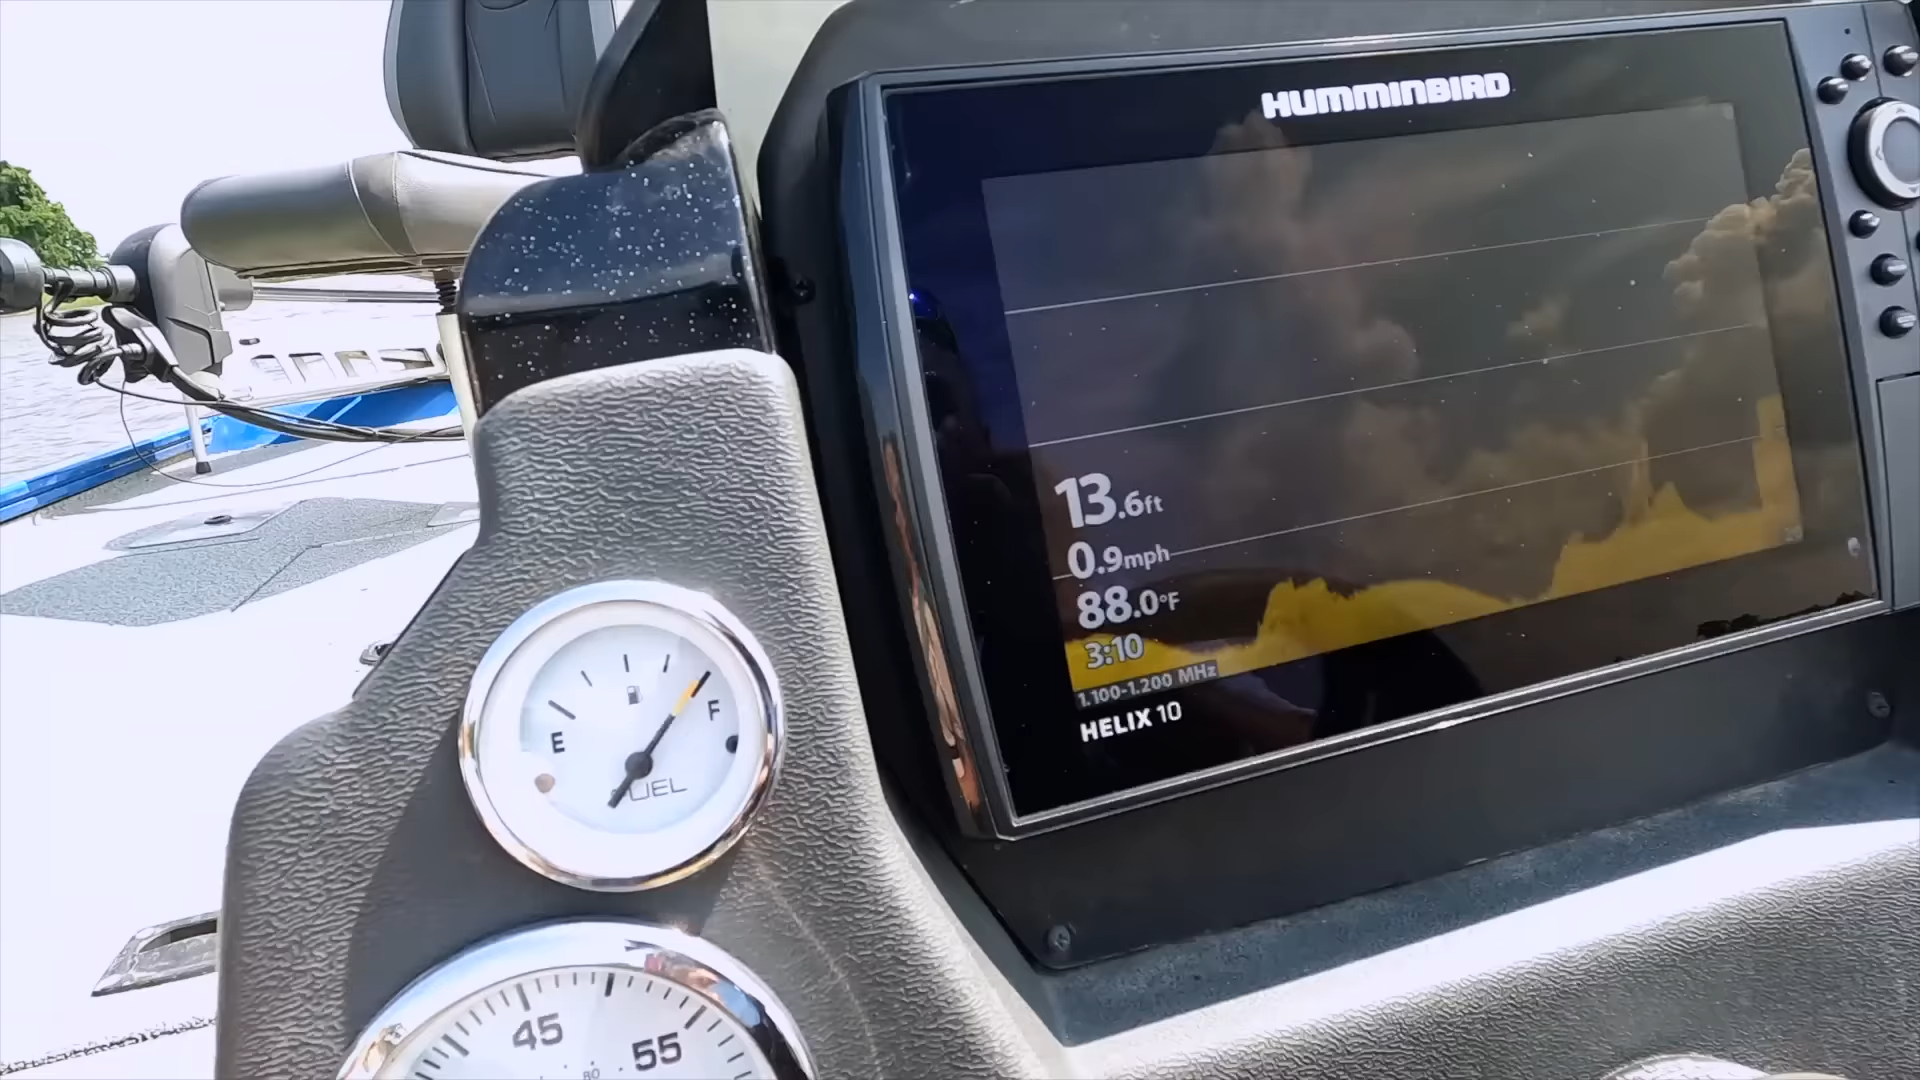 HUMMINBIRD
13.6ft
0.9mph
88.0°F
3:10
1.100-1.200 MHz
HELIX 10
E
F
FUEL
45
55
80